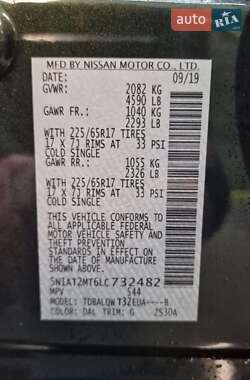 AUTO
RIA
MFD BY NISSAN MOTOR CO., LTD.
DATE: 09/19
GVWR: 2082 KG
4590 LB
GAWR FR.: 1040 KG
2293 LB
WITH 225/65R17 TIRES
17 X 7J RIMS AT 33 PSI
COLD SINGLE
GAWR RR.: 1055 KG
2326 LB
WITH 225/65R17 TIRES
17 X 7J RIMS AT 33 PSI
COLD SINGLE
THIS VEHICLE CONFORMS TO ALL
APPLICABLE FEDERAL MOTOR VEHICLE
SAFETY AND THEFT PREVENTION
STANDARDS IN EFFECT ON THE
DATE OF MANUFACTURE SHOWN
ABOVE.
5N1AT2MT6LC732482
MPV 544
MODEL: TDBALQW T32EUA----B
COLOR: DAL TRIM: G 2530A